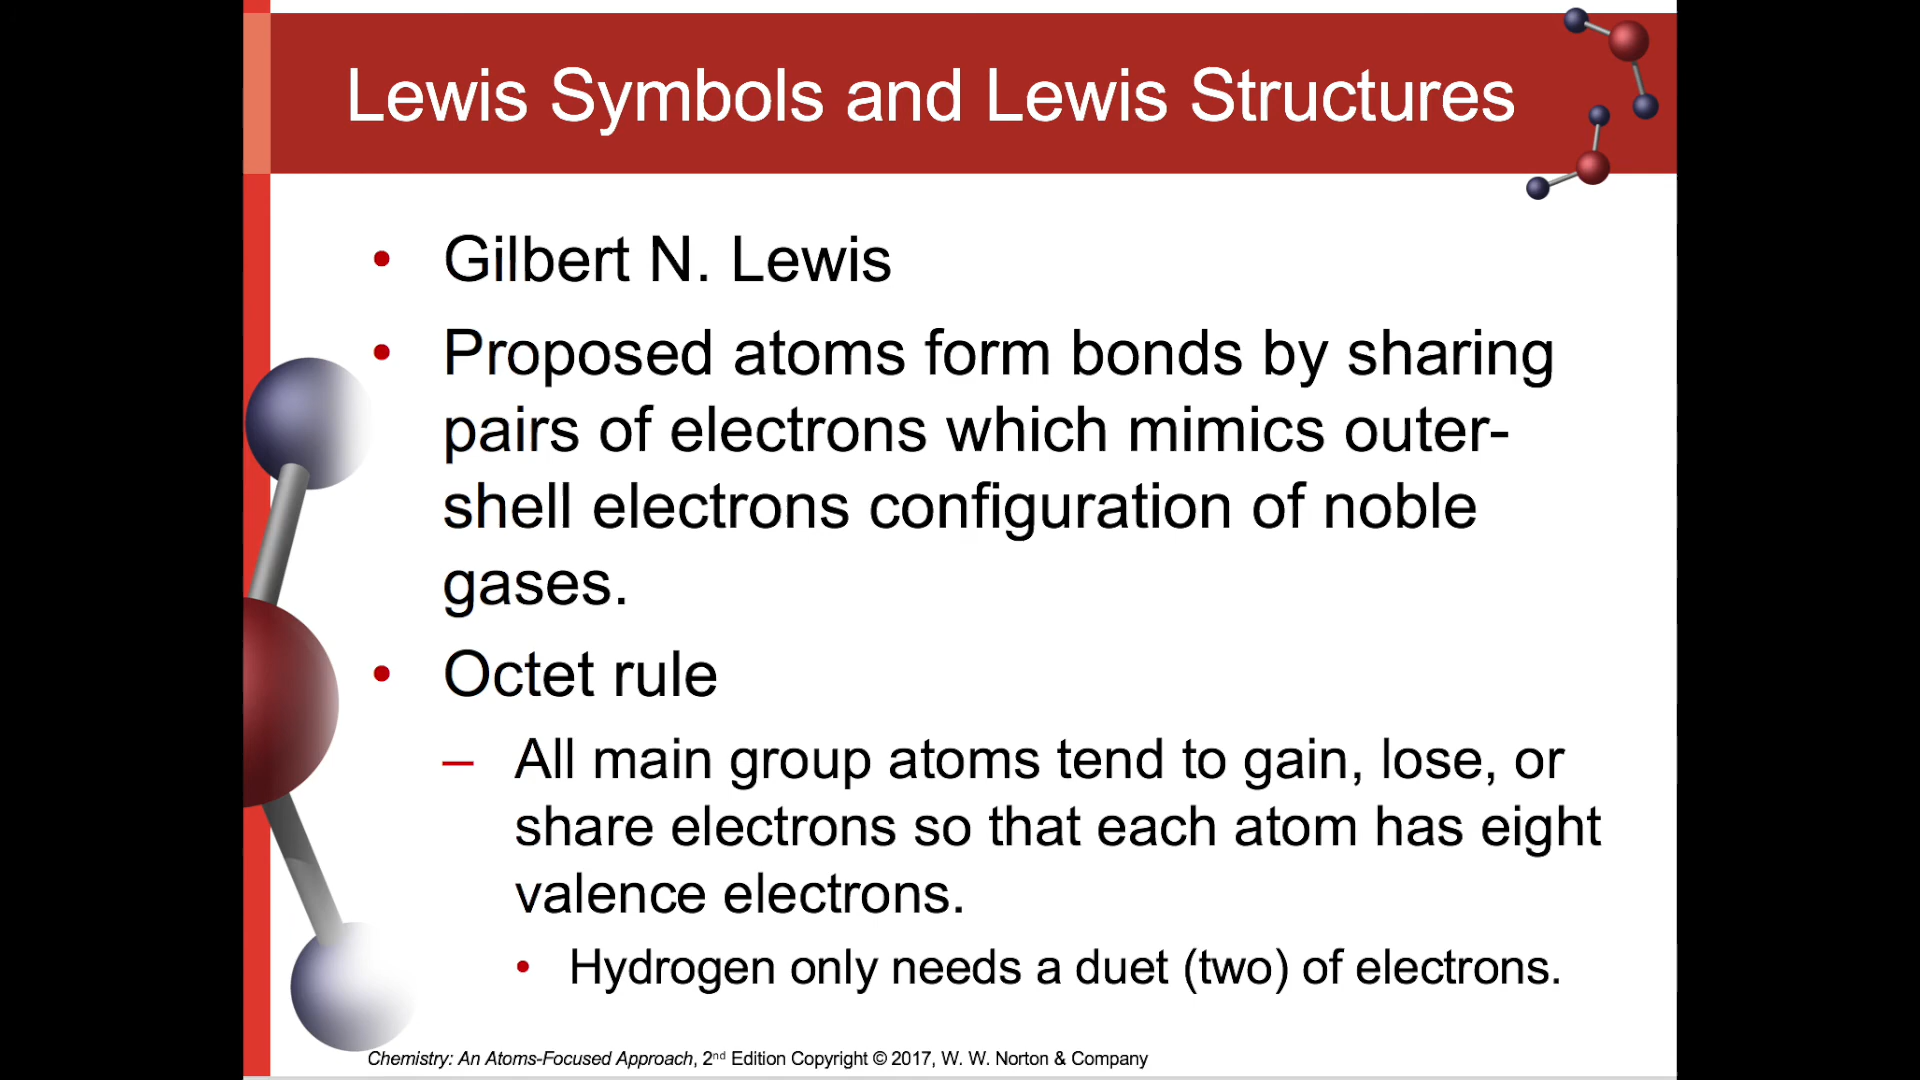 Lewis Symbols and Lewis Structures
• Gilbert N. Lewis
• Proposed atoms form bonds by sharing
pairs of electrons which mimics outer-
shell electrons configuration of noble
gases.
• Octet rule
– All main group atoms tend to gain, lose, or
share electrons so that each atom has eight
valence electrons.
• Hydrogen only needs a duet (two) of electrons.
Chemistry: An Atoms-Focused Approach, 2nd Edition Copyright © 2017, W. W. Norton & Company